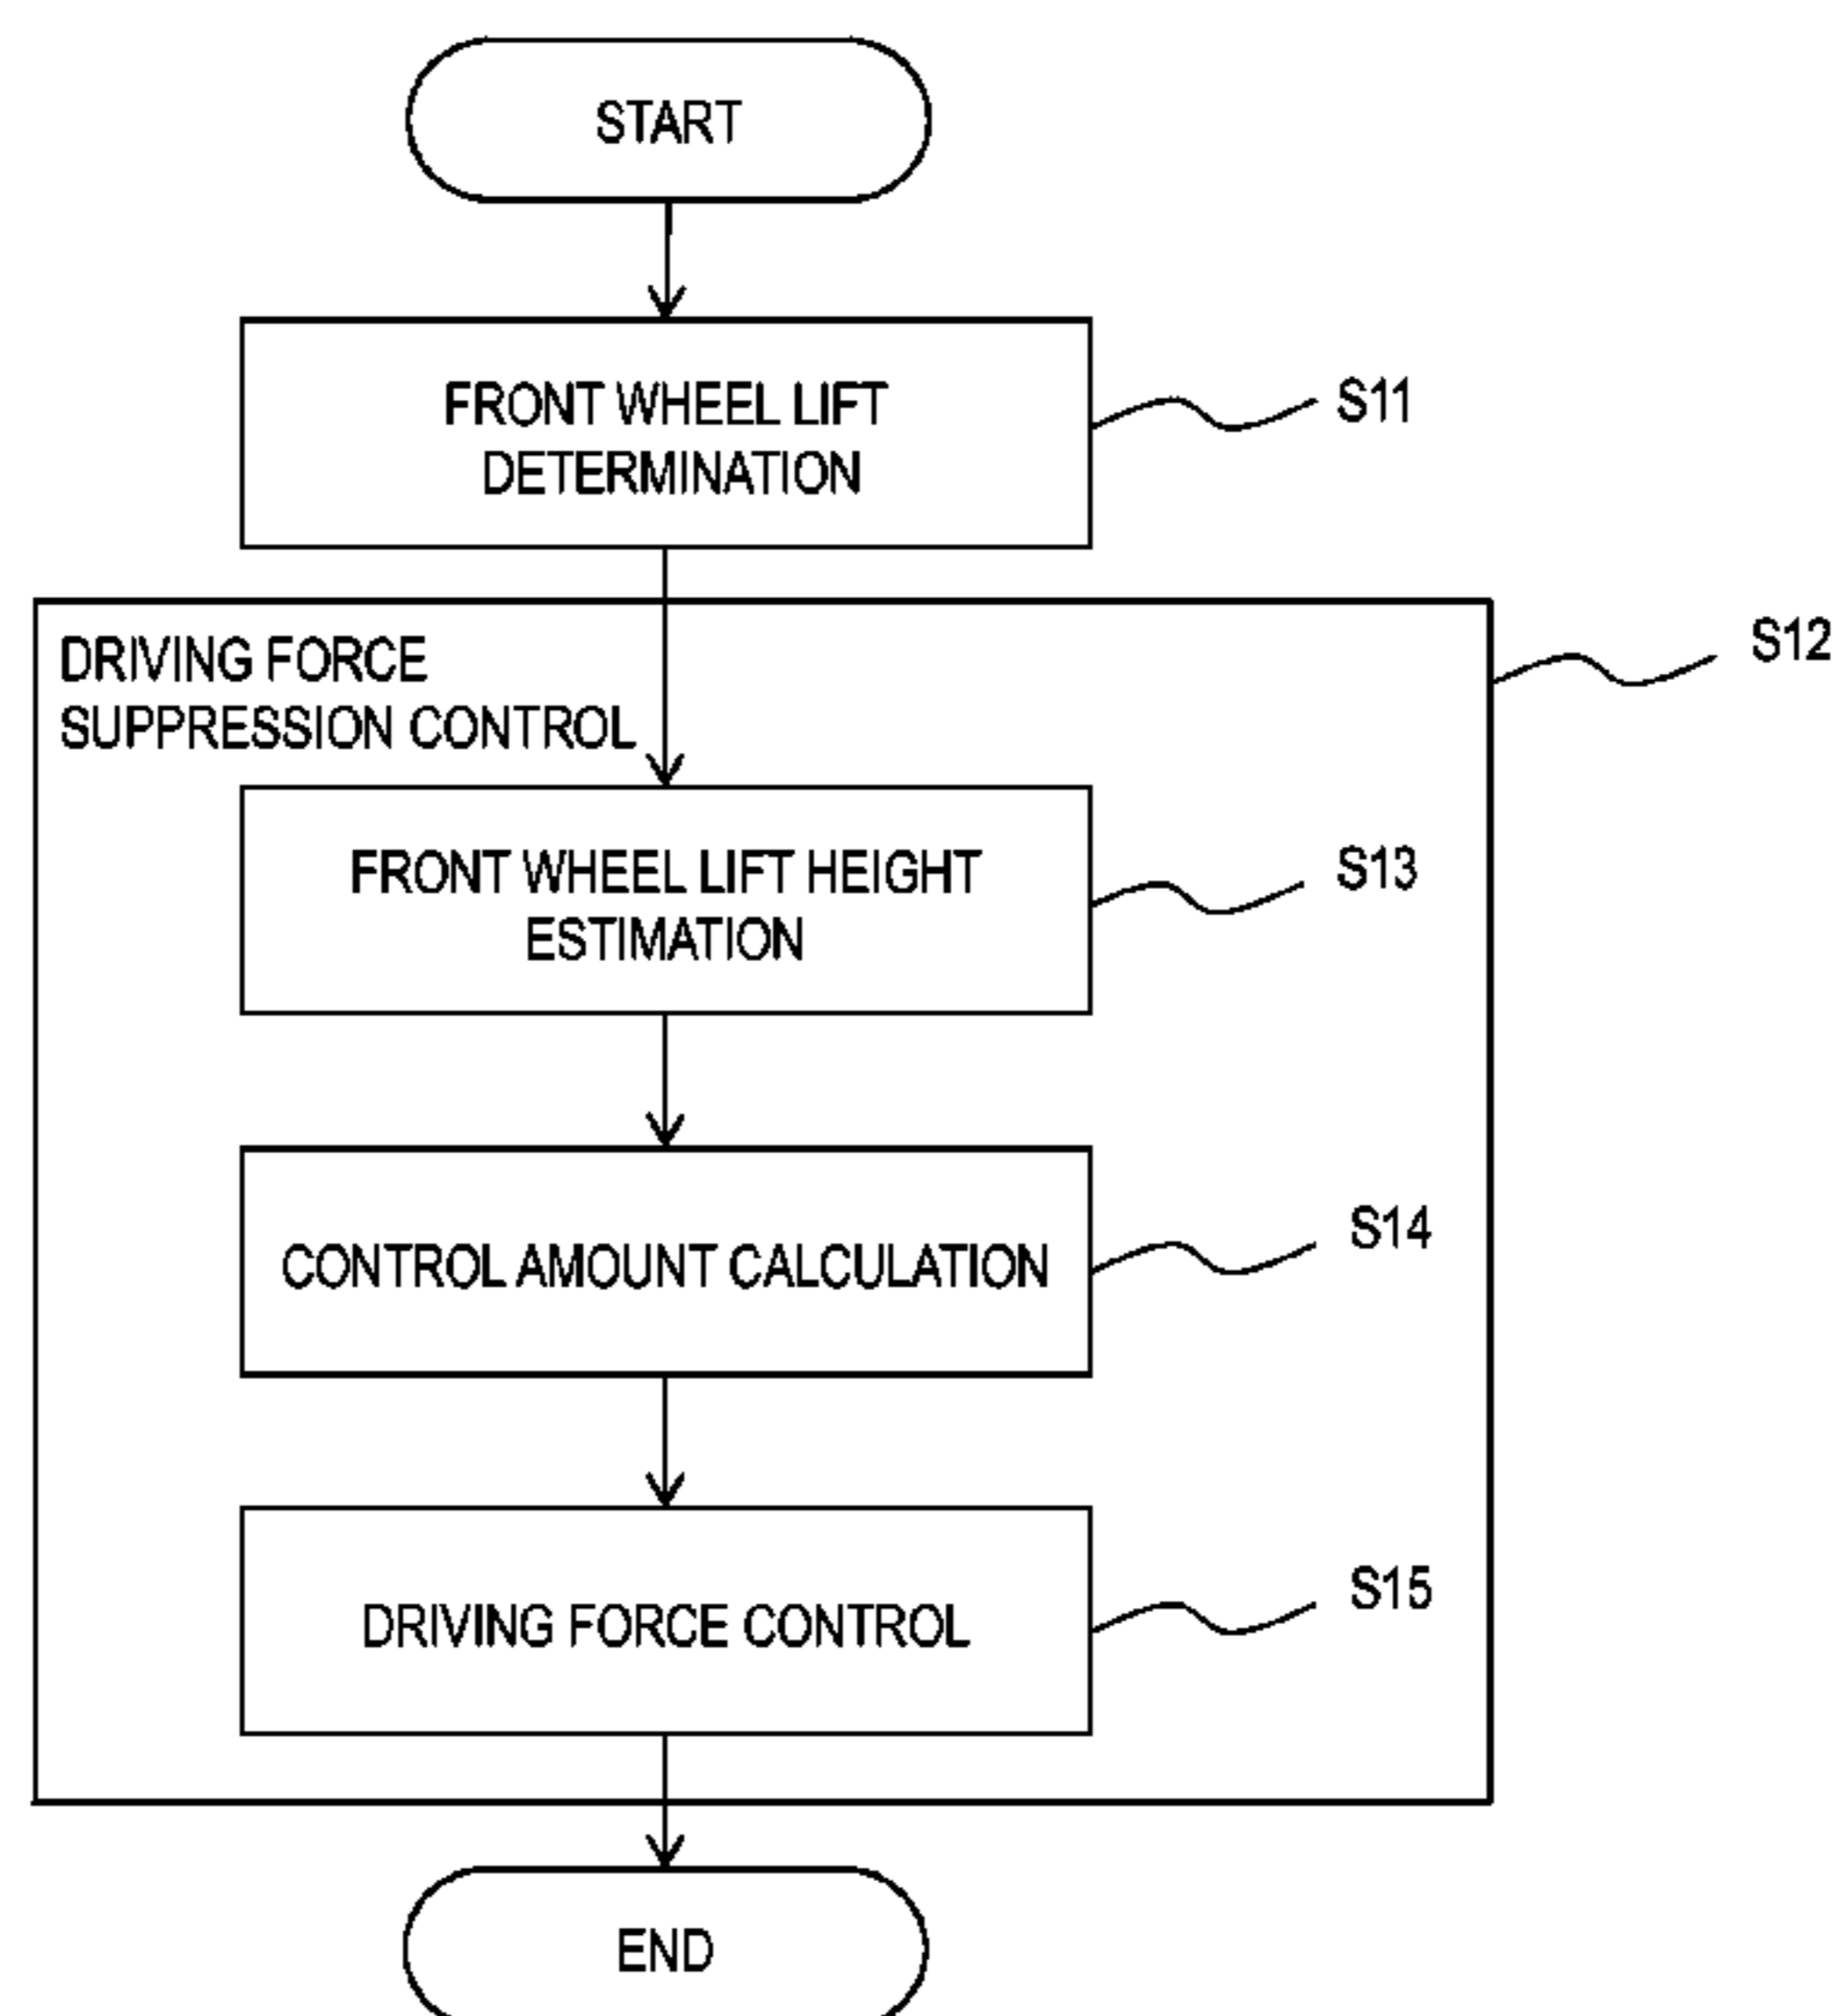 START
FRONT WHEEL LIFT
DETERMINATION
S11
DRIVING FORCE
SUPPRESSION CONTROL
S12
FRONT WHEEL LIFT HEIGHT
ESTIMATION
S13
CONTROL AMOUNT CALCULATION
S14
DRIVING FORCE CONTROL
S15
END